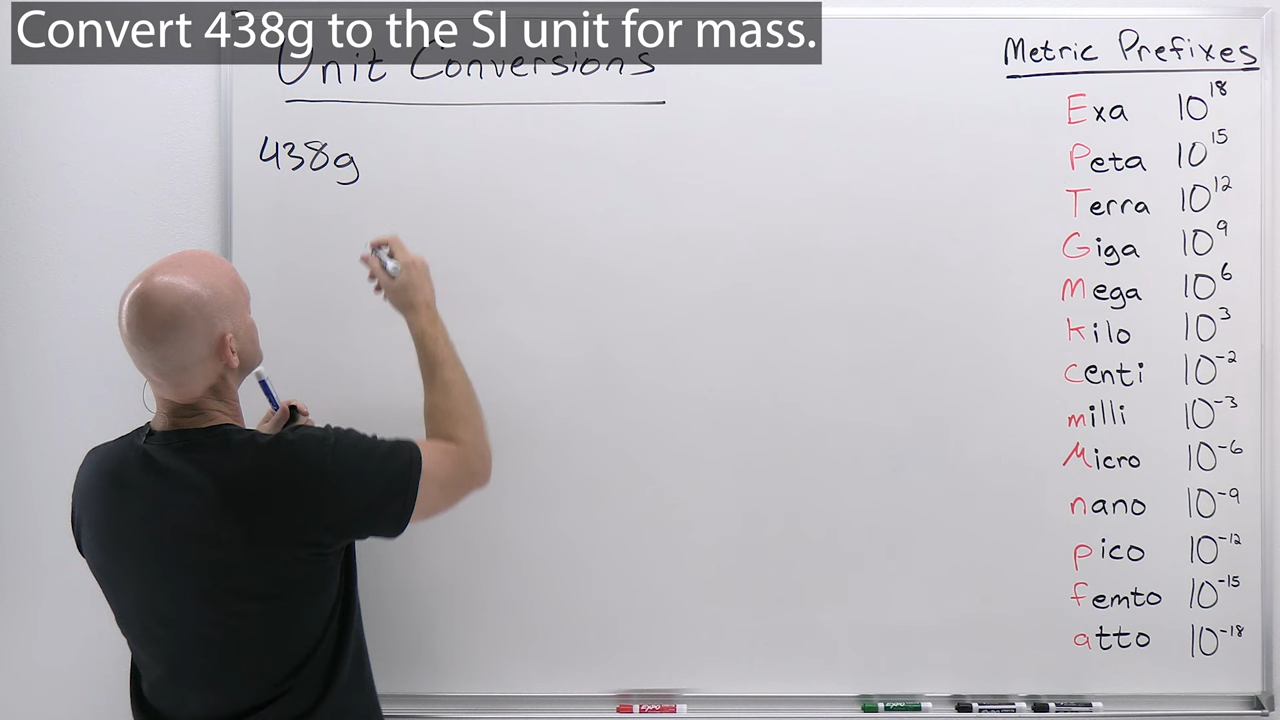 Convert 438g to the SI unit for mass.
Unit Conversions
438g
Metric Prefixes
Exa 10^18
Peta 10^15
Terra 10^12
Giga 10^9
Mega 10^6
Kilo 10^3
centi 10^-2
milli 10^-3
Micro 10^-6
nano 10^-9
pico 10^-12
femto 10^-15
atto 10^-18